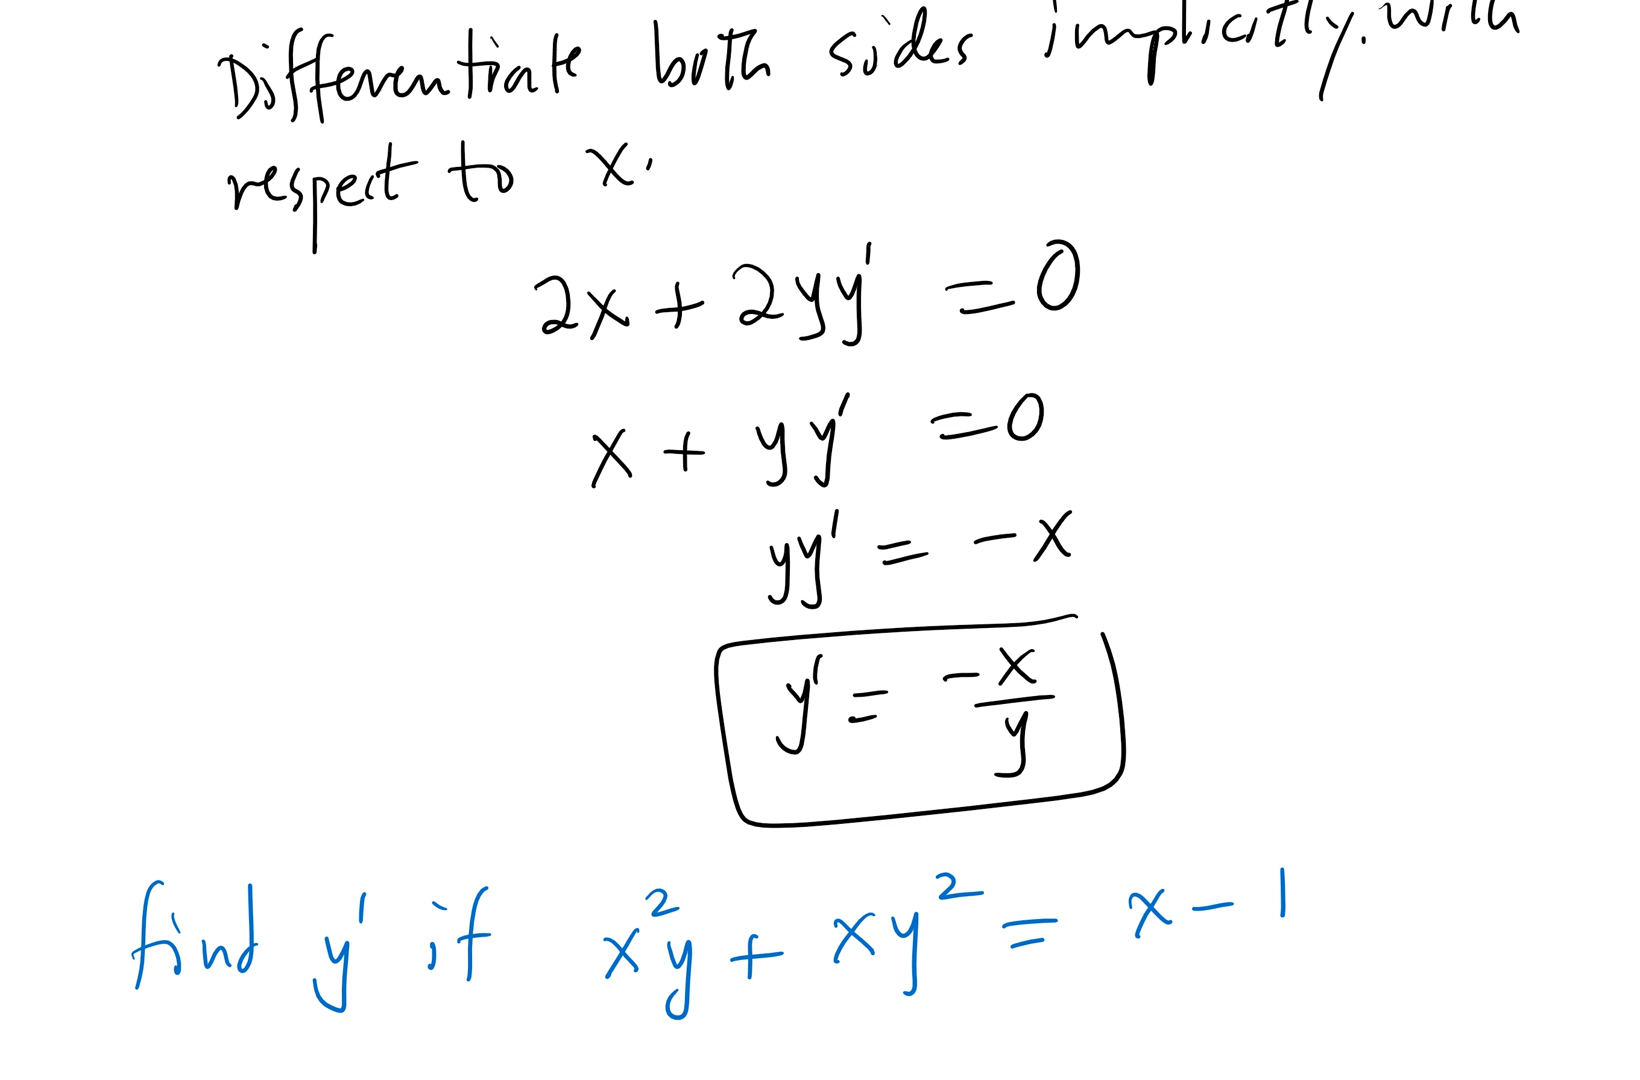 Differentiate both sides implicitly. with
respect to x.
2x + 2yy' = 0
x + yy' = 0
yy' = -x
y' = -x/y
find y' if x²y + xy² = x - 1